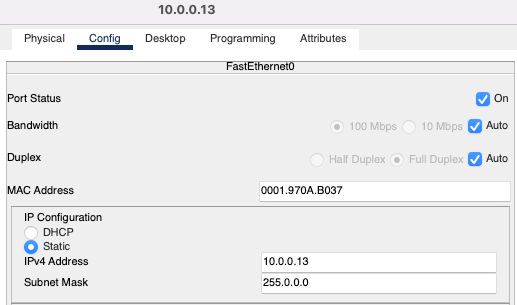 10.0.0.13
Physical Config Desktop Programming Attributes
FastEthernet0
Port Status On
Bandwidth 100 Mbps 10 Mbps Auto
Duplex Half Duplex Full Duplex Auto
MAC Address 0001.970A.B037
IP Configuration
DHCP
Static
IPv4 Address 10.0.0.13
Subnet Mask 255.0.0.0